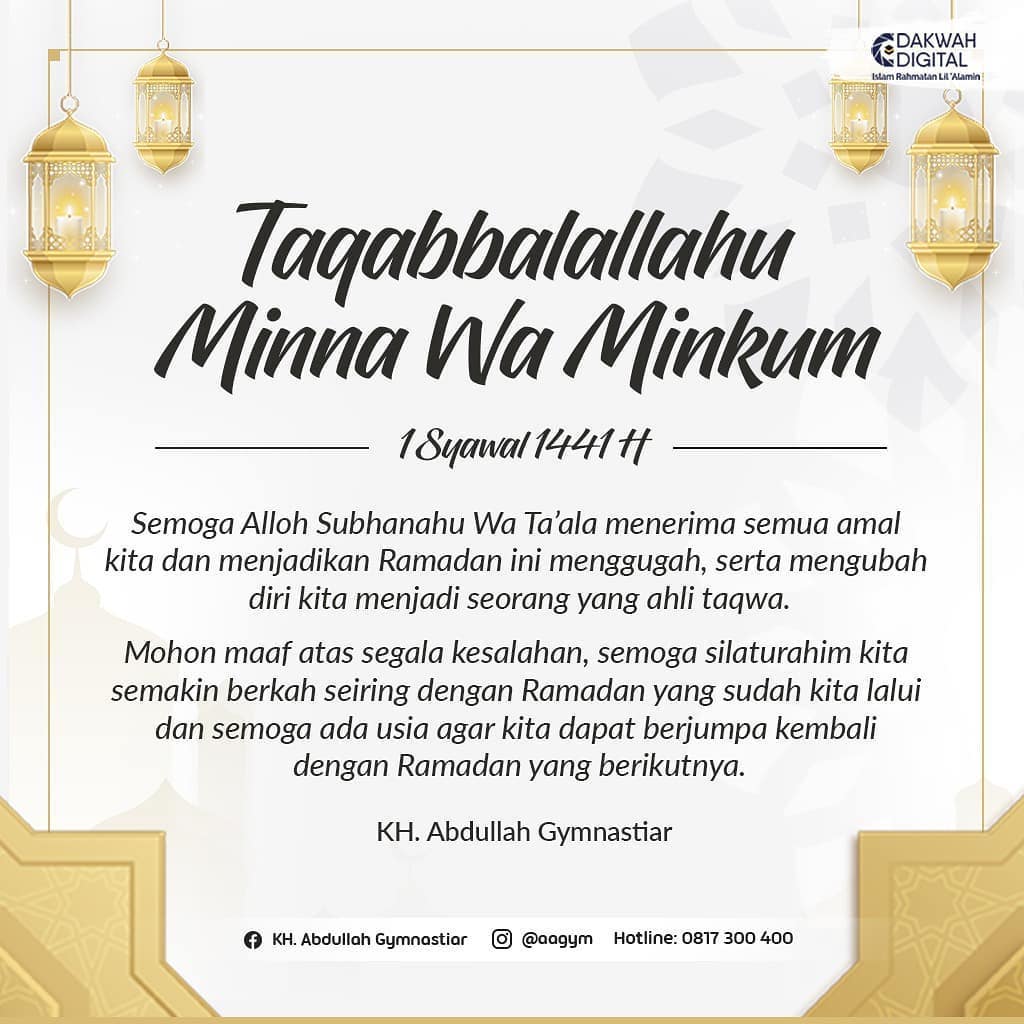 DAKWAH
DIGITAL
Islam Rahmatan Lil 'Alamin
Taqabbalallahu
Minna Wa Minkum
1 Syawal 1441 H
Semoga Alloh Subhanahu Wa Ta'ala menerima semua amal
kita dan menjadikan Ramadan ini menggugah, serta mengubah
diri kita menjadi seorang yang ahli taqwa.
Mohon maaf atas segala kesalahan, semoga silaturahim kita
semakin berkah seiring dengan Ramadan yang sudah kita lalui
dan semoga ada usia agar kita dapat berjumpa kembali
dengan Ramadan yang berikutnya.
KH. Abdullah Gymnastiar
KH. Abdullah Gymnastiar @aagym Hotline: 0817 300 400